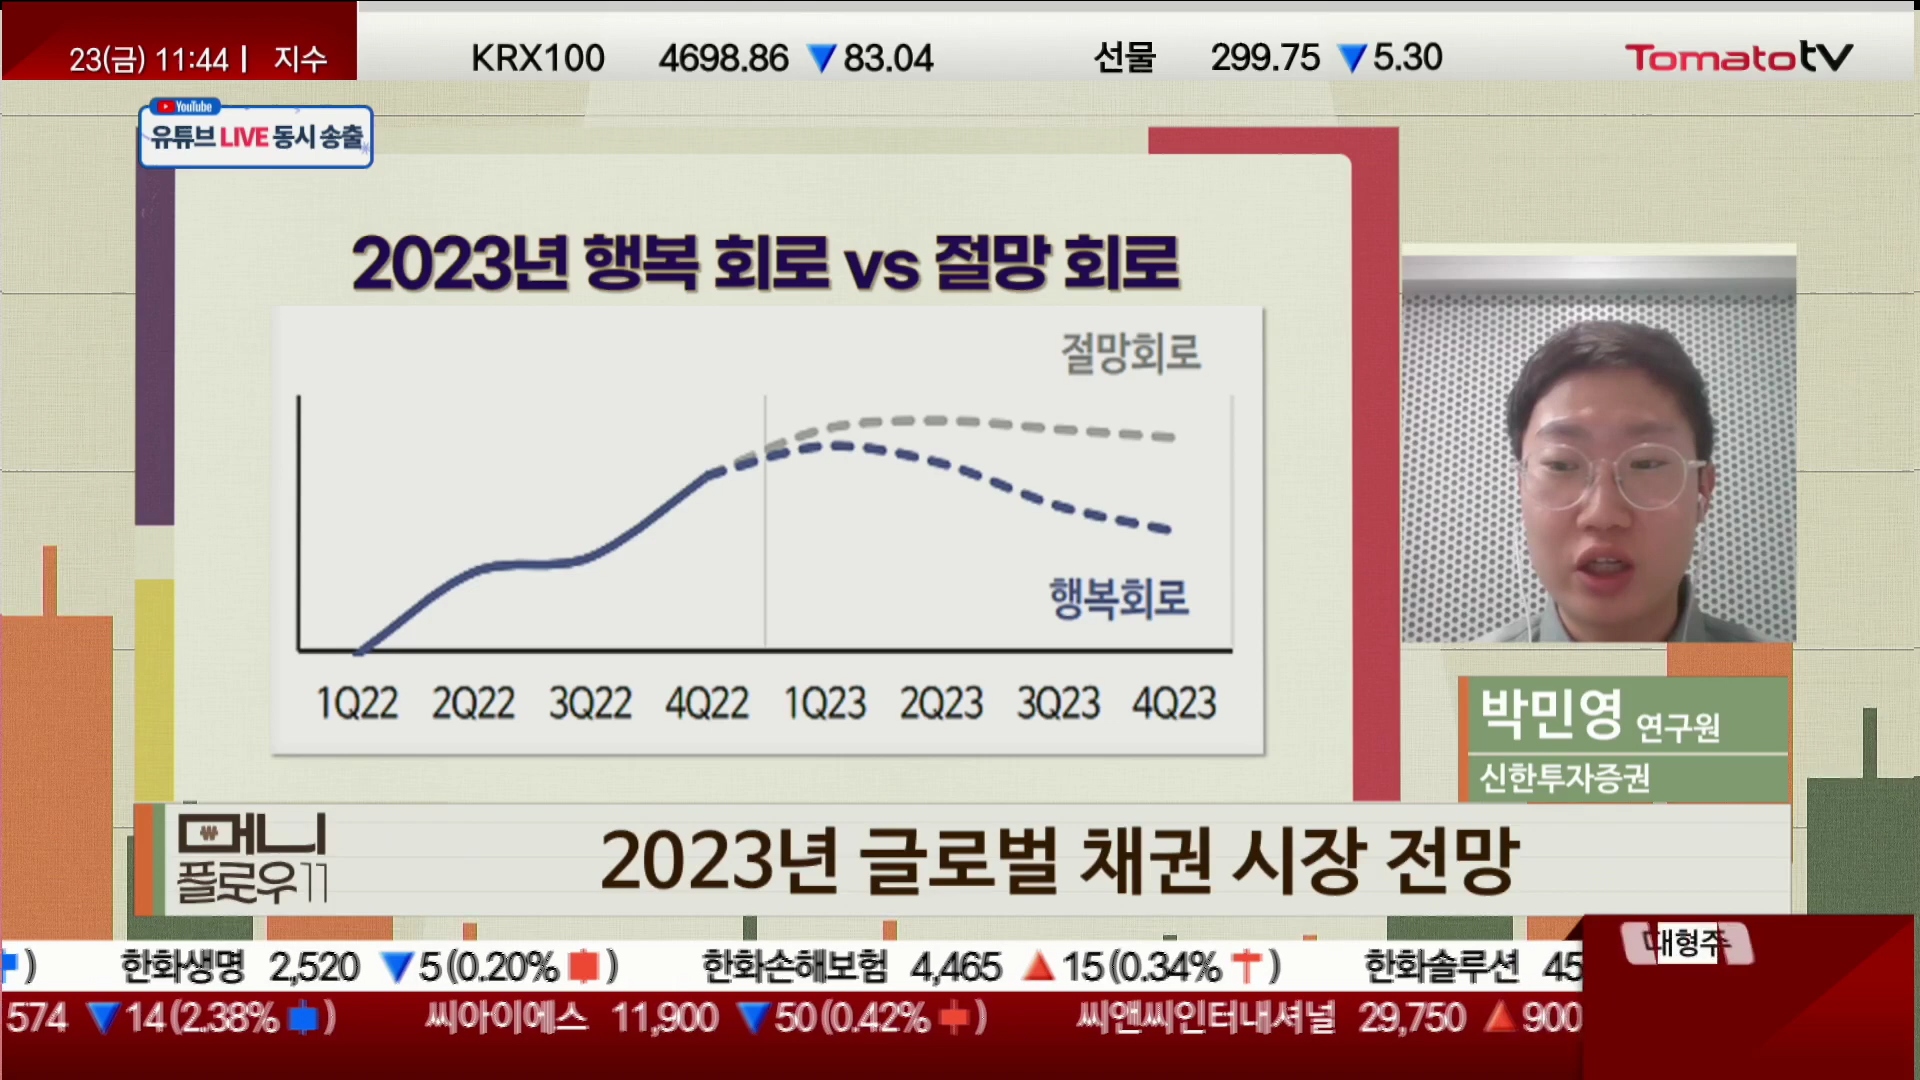 23(금) 11:44 | 지수
KRX100 4698.86 ▼ 83.04 선물 299.75 ▼ 5.30
TomatoTV
YouTube
유튜브 LIVE 동시 송출
2023년 행복 회로 vs 절망 회로
절망회로
행복회로
1Q22 2Q22 3Q22 4Q22 1Q23 2Q23 3Q23 4Q23
박민영 연구원
신한투자증권
머니
플로우
2023년 글로벌 채권 시장 전망
대형주
) 한화생명 2,520 ▼ 5 (0.20% ) 한화손해보험 4,465 ▲ 15 (0.34% ) 한화솔루션 45
574 ▼ 14 (2.38% ) 씨아이에스 11,900 ▼ 50 (0.42% ) 씨앤씨인터내셔널 29,750 ▲ 900